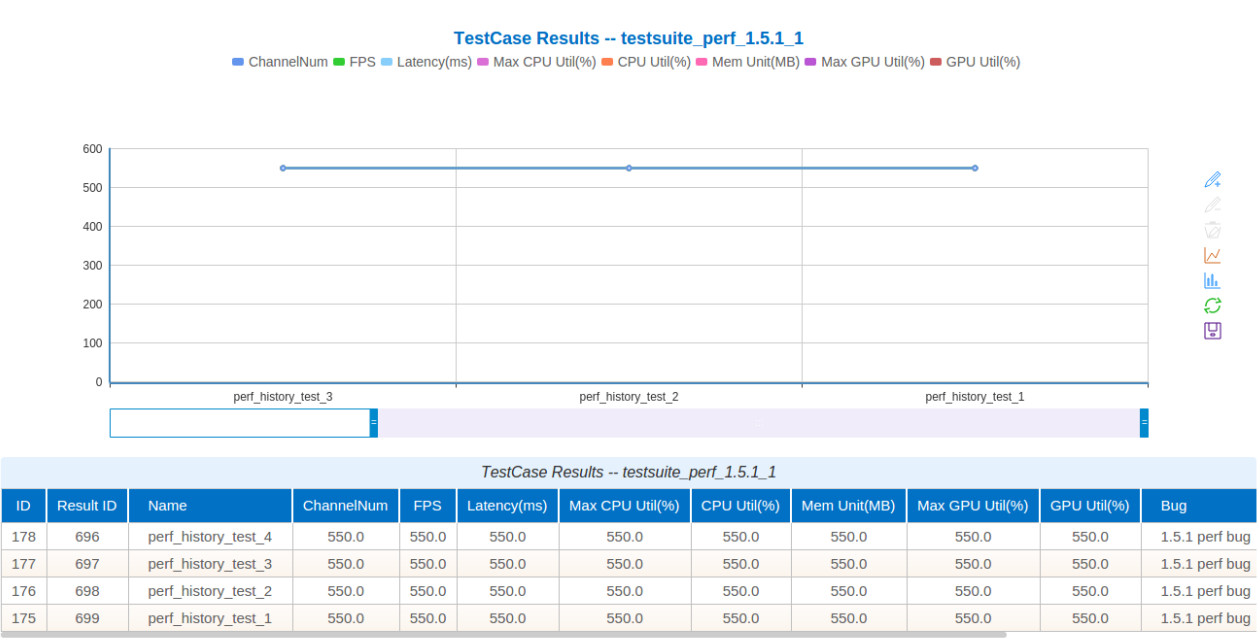 TestCase Results -- testsuite_perf_1.5.1_1
ChannelNum FPS Latency(ms) Max CPU Util(%) CPU Util(%) Mem Unit(MB) Max GPU Util(%) GPU Util(%)
600
500
400
300
200
100
0
perf_history_test_3 perf_history_test_2 perf_history_test_1
TestCase Results -- testsuite_perf_1.5.1_1
ID Result ID Name ChannelNum FPS Latency(ms) Max CPU Util(%) CPU Util(%) Mem Unit(MB) Max GPU Util(%) GPU Util(%) Bug
178 696 perf_history_test_4 550.0 550.0 550.0 550.0 550.0 550.0 550.0 550.0 1.5.1 perf bug
177 697 perf_history_test_3 550.0 550.0 550.0 550.0 550.0 550.0 550.0 550.0 1.5.1 perf bug
176 698 perf_history_test_2 550.0 550.0 550.0 550.0 550.0 550.0 550.0 550.0 1.5.1 perf bug
175 699 perf_history_test_1 550.0 550.0 550.0 550.0 550.0 550.0 550.0 550.0 1.5.1 perf bug